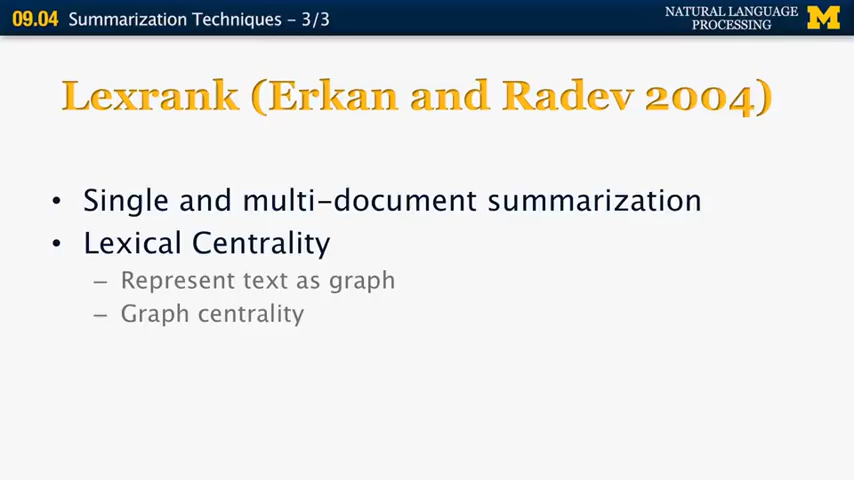 09.04 Summarization Techniques – 3/3
NATURAL LANGUAGE
PROCESSING
M
Lexrank (Erkan and Radev 2004)
• Single and multi-document summarization
• Lexical Centrality
– Represent text as graph
– Graph centrality